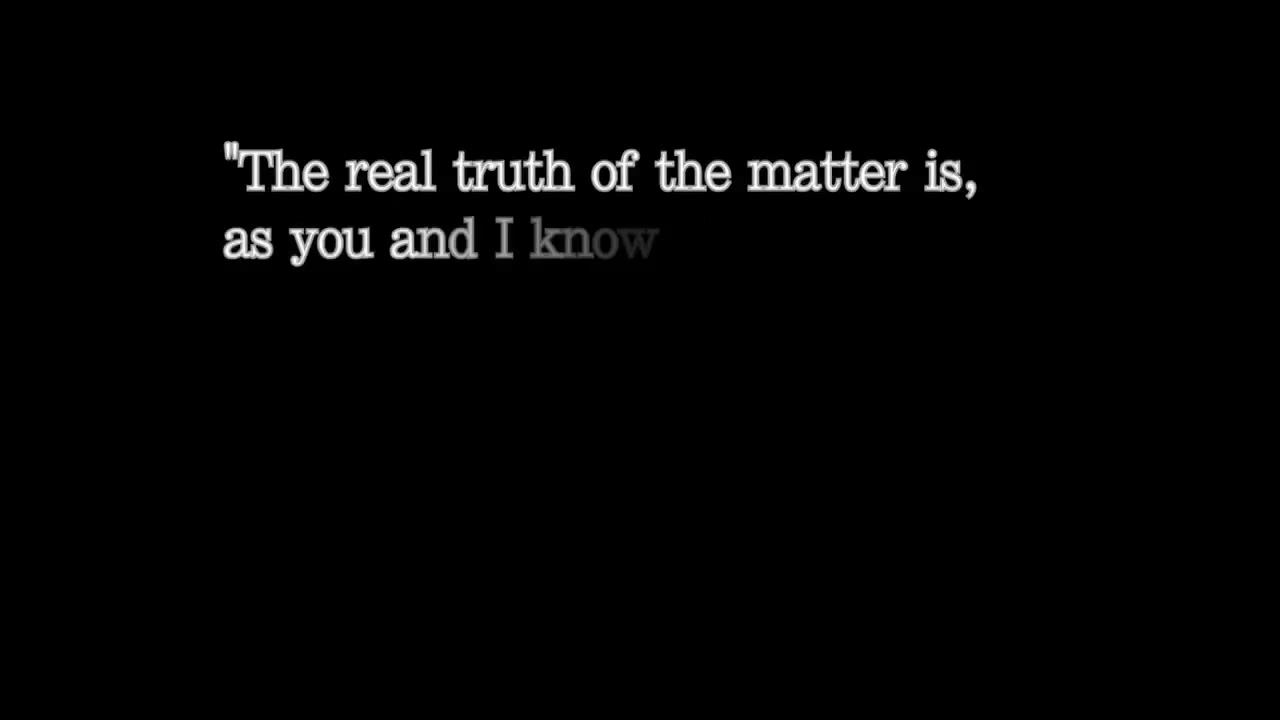 "The real truth of the matter is,
as you and I know